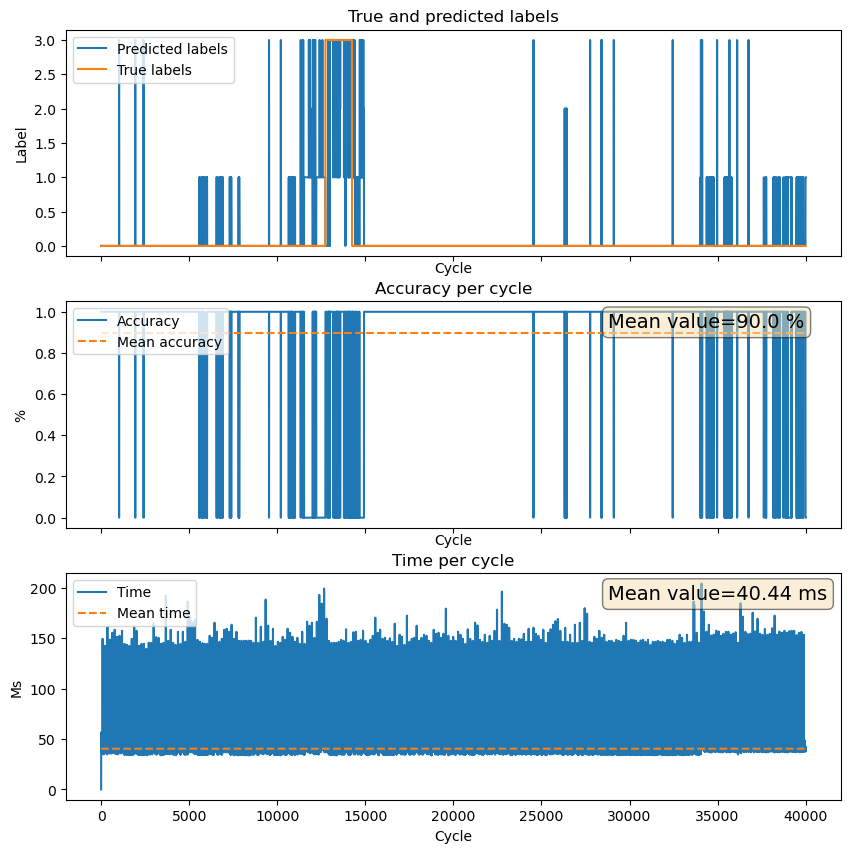 True and predicted labels
3.0
2.5
2.0
1.5
1.0
0.5
0.0
Label
Predicted labels
True labels
Cycle
Accuracy per cycle
1.0
0.8
0.6
0.4
0.2
0.0
%
Accuracy
Mean accuracy
Mean value=90.0 %
Cycle
Time per cycle
200
150
100
50
0
Ms
Time
Mean time
Mean value=40.44 ms
0 5000 10000 15000 20000 25000 30000 35000 40000
Cycle